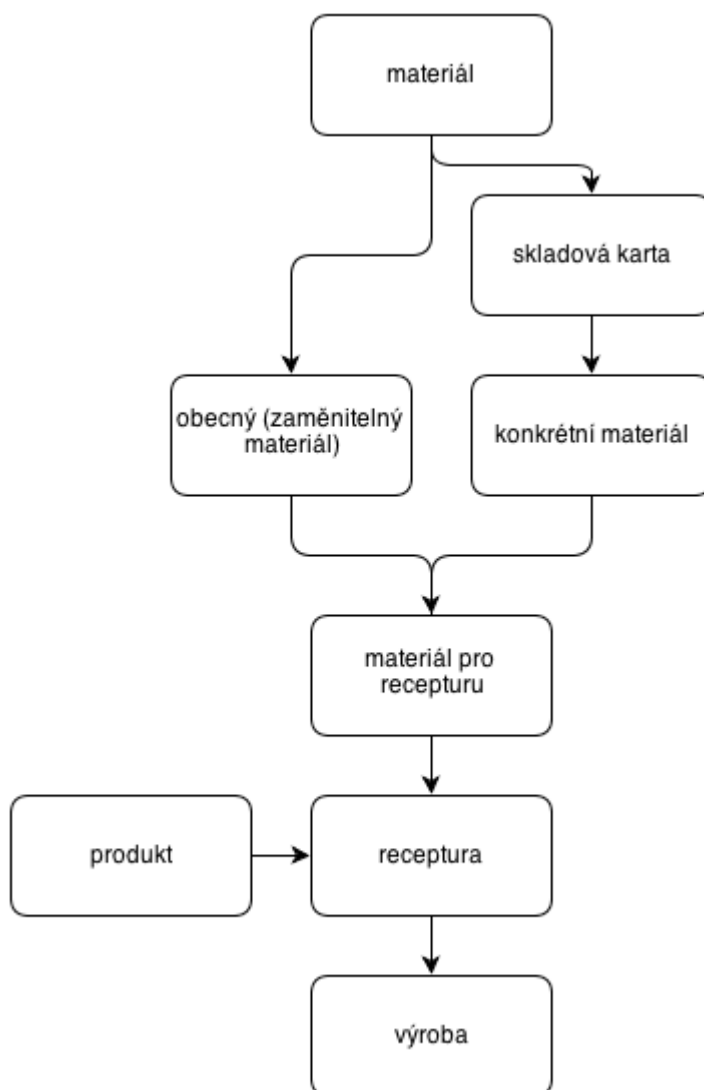 materiál
skladová karta
obecný (zaměnitelný
materiál)
konkrétní materiál
materiál pro
recepturu
produkt
receptura
výroba